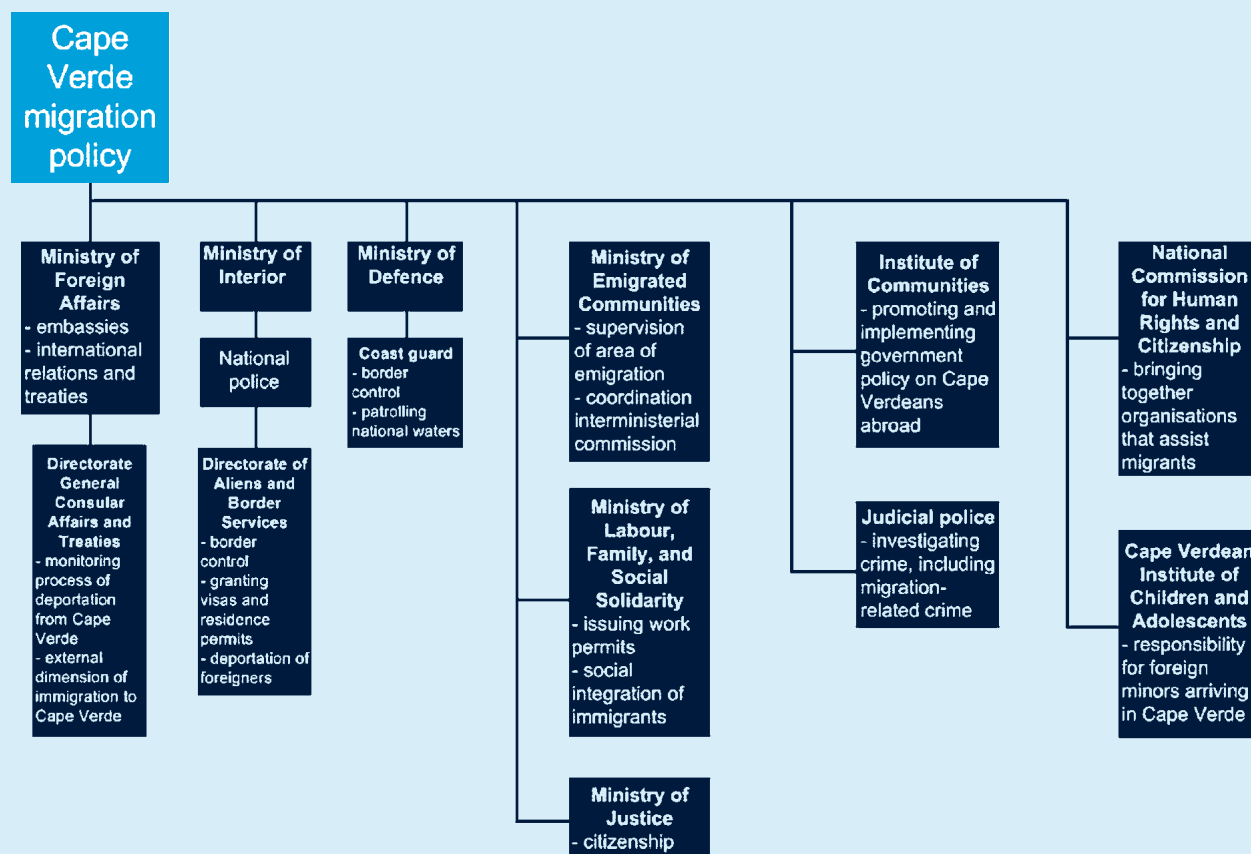 Cape
Verde
migration
policy
Ministry of
Foreign
Affairs
- embassies
- international
relations and
treaties
Directorate
General
Consular
Affairs and
Treaties
- monitoring
process of
deportation
from Cape
Verde
- external
dimension of
immigration to
Cape Verde
Ministry of
Interior
National
police
Directorate of
Aliens and
Border
Services
- border
control
- granting
visas and
residence
permits
- deportation of
foreigners
Ministry of
Defence
Coast guard
- border
control
- patrolling
national waters
Ministry of
Emigrated
Communities
- supervision
of area of
emigration
- coordination
interministerial
commission
Ministry of
Labour,
Family, and
Social
Solidarity
- issuing work
permits
- social
integration of
immigrants
Ministry of
Justice
- citizenship
Institute of
Communities
- promoting and
implementing
government
policy on Cape
Verdeans
abroad
Judicial police
- investigating
crime, including
migration-
related crime
National
Commission
for Human
Rights and
Citizenship
- bringing
together
organisations
that assist
migrants
Cape Verdean
Institute of
Children and
Adolescents
- responsibility
for foreign
minors arriving
in Cape Verde